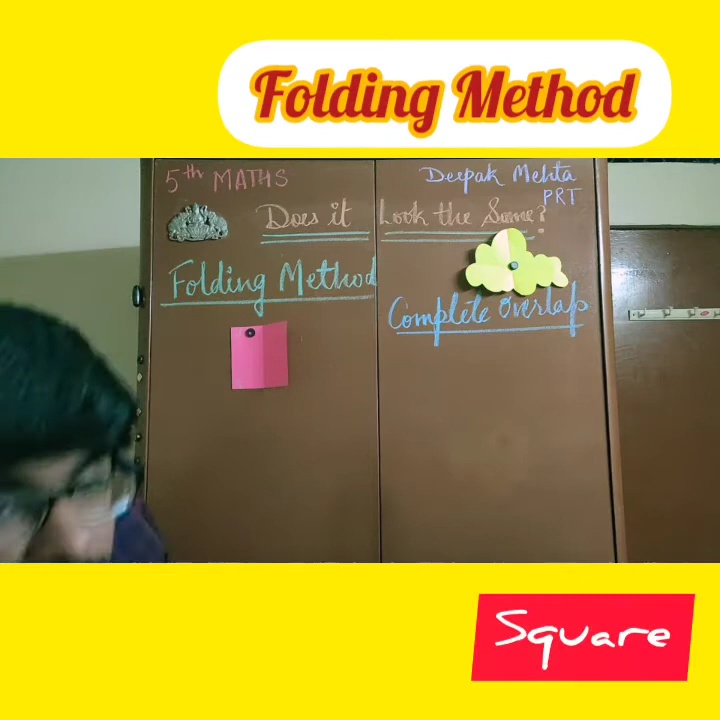 Folding Method
5th MATHS
Deepak Mehta
PRT
Does it Look the Same?
Folding Method
Complete Overlap
Square